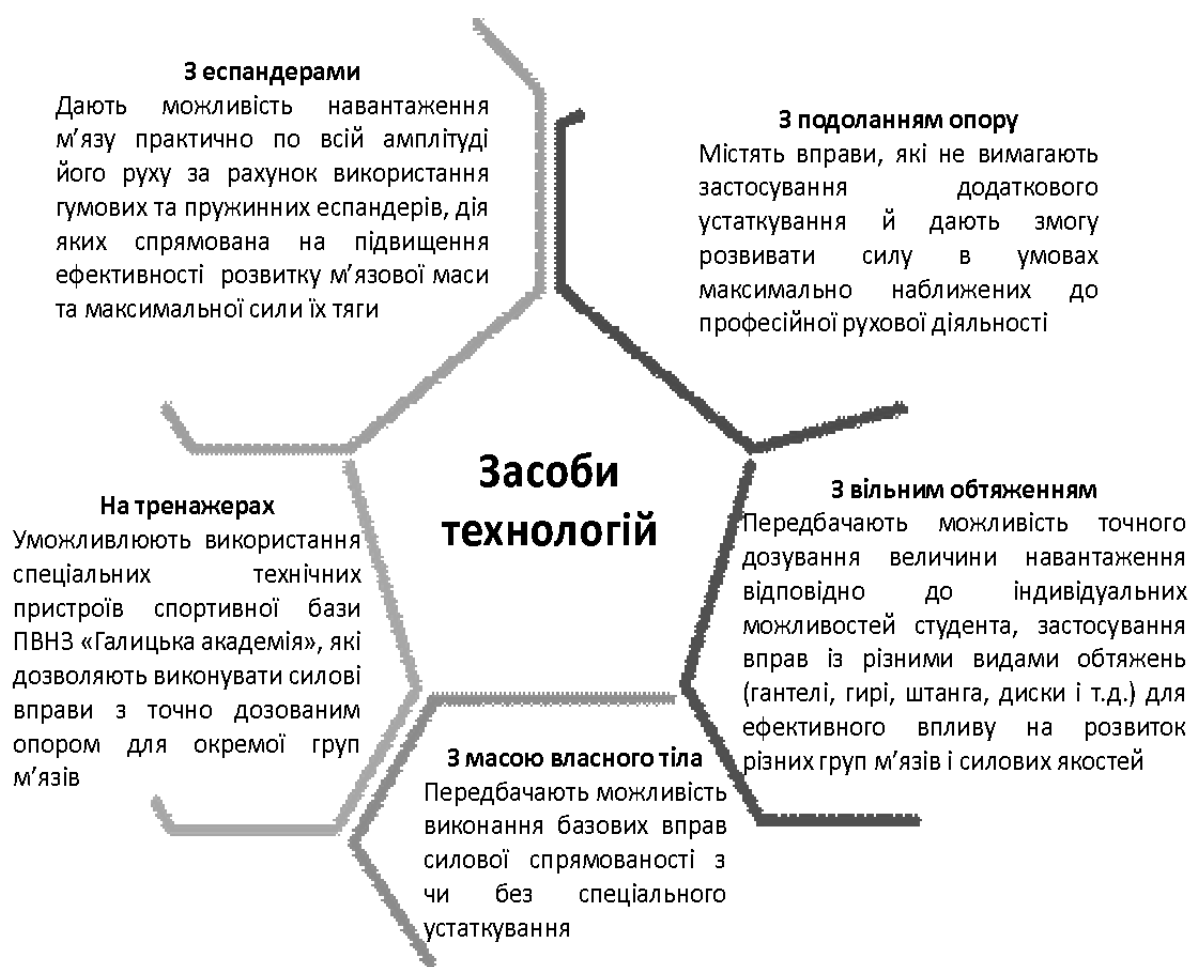 З еспандерами
Дають можливість навантаження
м’язу практично по всій амплітуді
його руху за рахунок використання
гумових та пружинних еспандерів, дія
яких спрямована на підвищення
ефективності розвитку м’язової маси
та максимальної сили їх тяги
З подоланням опору
Містять вправи, які не вимагають
застосування додаткового
устаткування й дають змогу
розвивати силу в умовах
максимально наближених до
професійної рухової діяльності
Засоби
технологій
На тренажерах
Уможливлюють використання
спеціальних технічних
пристроїв спортивної бази
ПВНЗ «Галицька академія», які
дозволяють виконувати силові
вправи з точно дозованим
опором для окремої груп
м’язів
З вільним обтяженням
Передбачають можливість точного
дозування величини навантаження
відповідно до індивідуальних
можливостей студента, застосування
вправ із різними видами обтяжень
(гантелі, гирі, штанга, диски і т.д.) для
ефективного впливу на розвиток
різних груп м’язів і силових якостей
З масою власного тіла
Передбачають можливість
виконання базових вправ
силової спрямованості з
чи без спеціального
устаткування